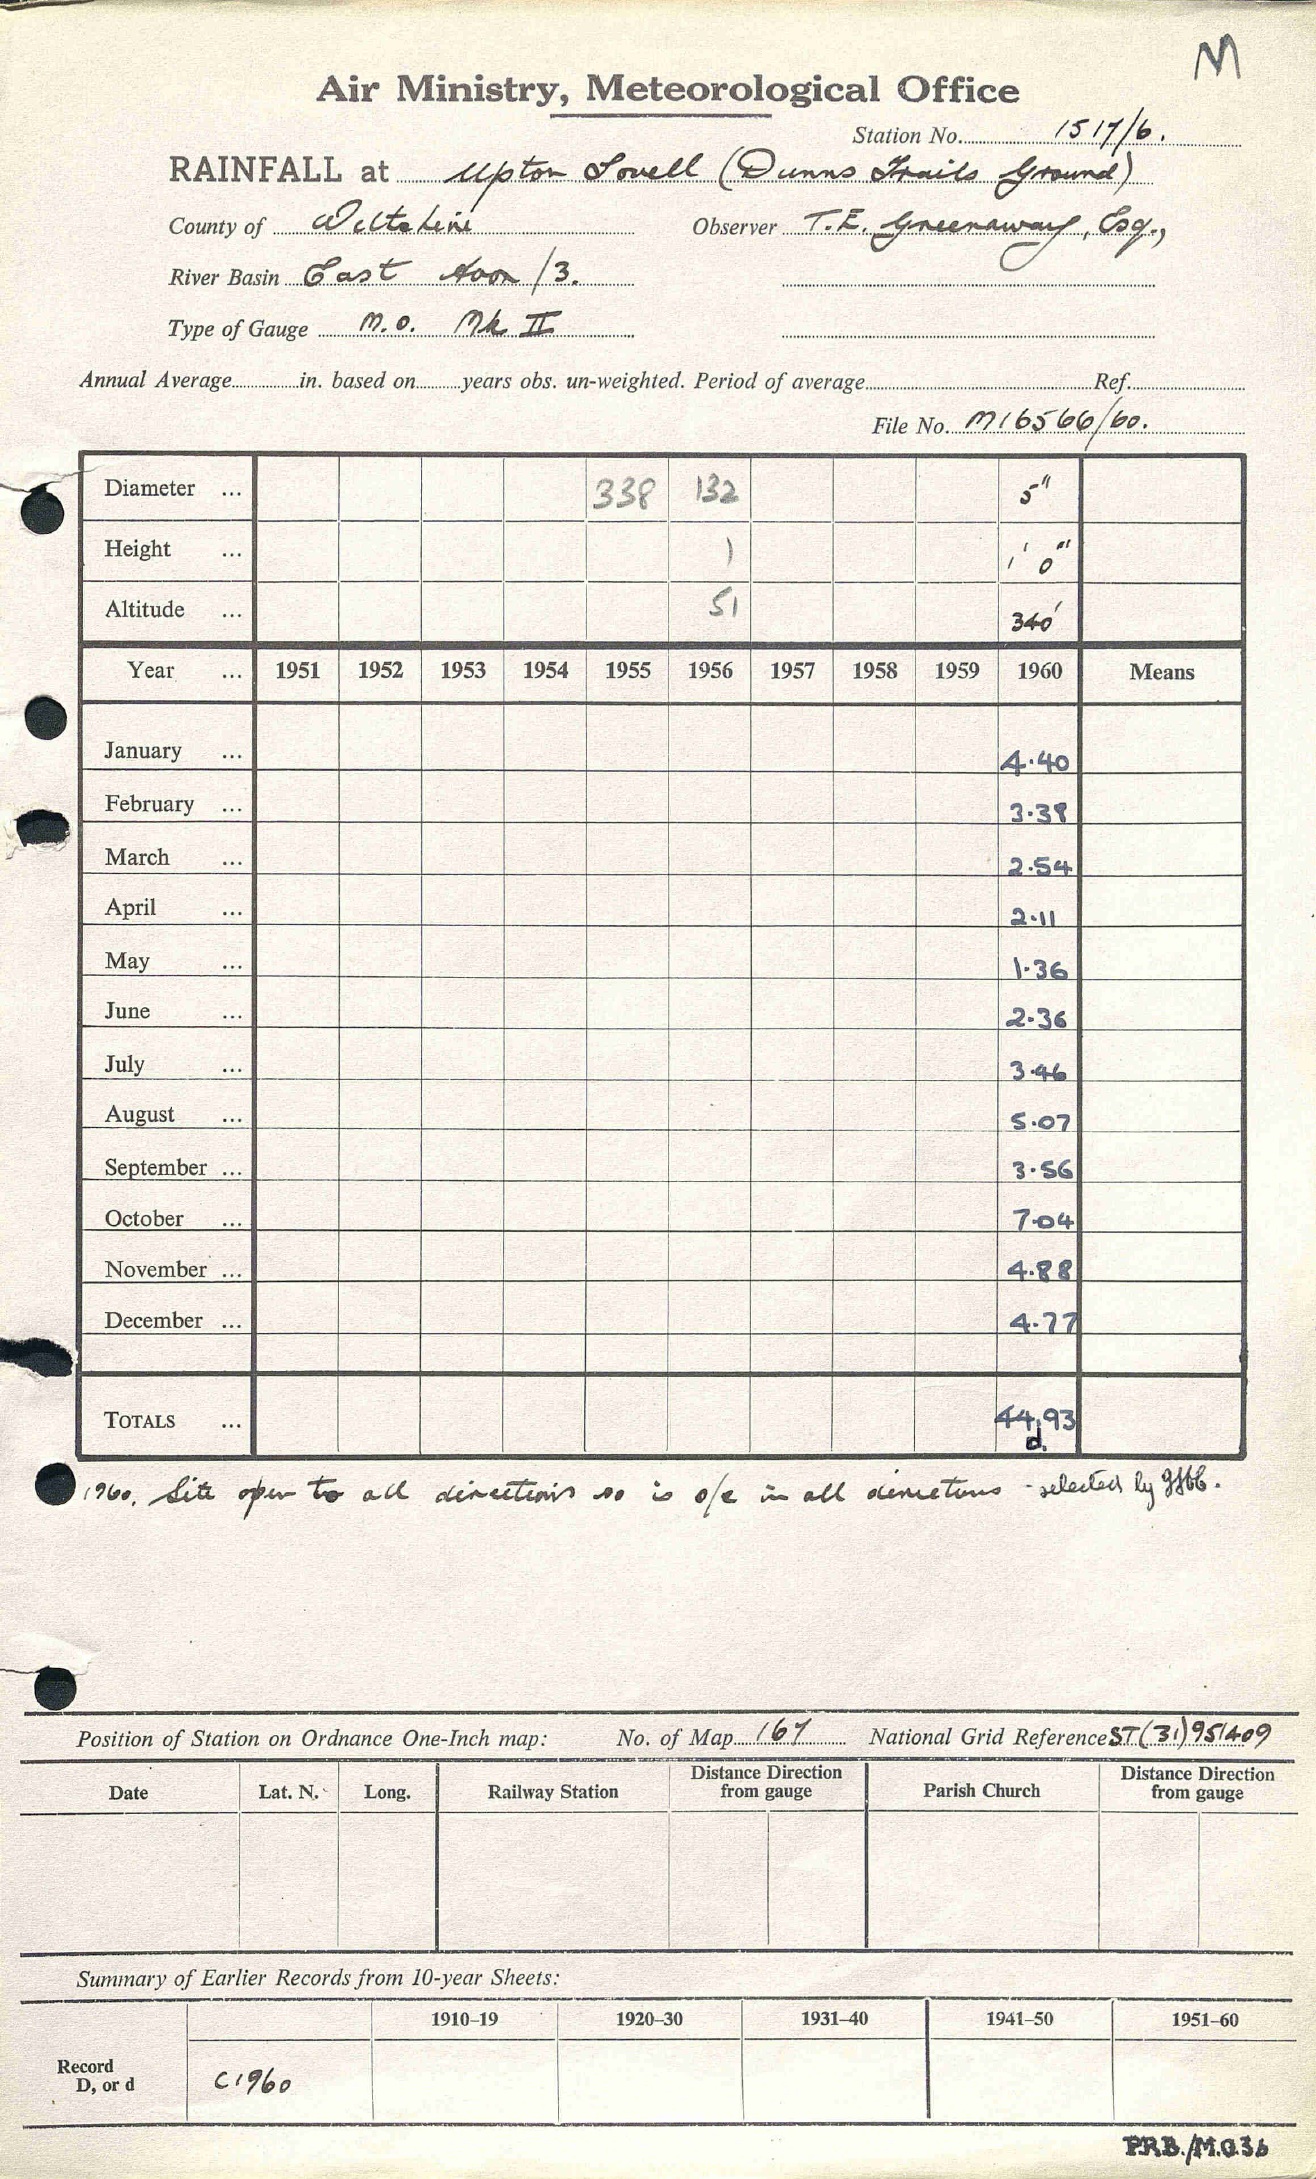 M
Air Ministry, Meteorological Office
Station No. 1517/6.
RAINFALL at Upton Lovell (Dunns Trails Ground)
County of Wiltshire Observer T.E. Greenaway, Esq.,
River Basin East Avon /3.
Type of Gauge M.O. Mk II
Annual Average in. based on years obs. un-weighted. Period of average Ref.
File No. M16566/60.
Diameter ... 338 132 5"
Height ... 1 1' 0"
Altitude ... 51 340'
Year ... 1951 1952 1953 1954 1955 1956 1957 1958 1959 1960 Means
January ... 4.40
February ... 3.38
March ... 2.54
April ... 2.11
May ... 1.36
June ... 2.36
July ... 3.46
August ... 5.07
September ... 3.56
October ... 7.04
November ... 4.88
December ... 4.77
TOTALS ... 44.93
d.
1960. Site open to all directions so is o/e in all directions - selected by
Position of Station on Ordnance One-Inch map: No. of Map 167 National Grid Reference ST(31)951409
Date Lat. N. Long. Railway Station Distance Direction from gauge Parish Church Distance Direction from gauge
Summary of Earlier Records from 10-year Sheets:
1910–19 1920–30 1931–40 1941–50 1951–60
Record
D, or d C1960
P.R.B./M.O.36